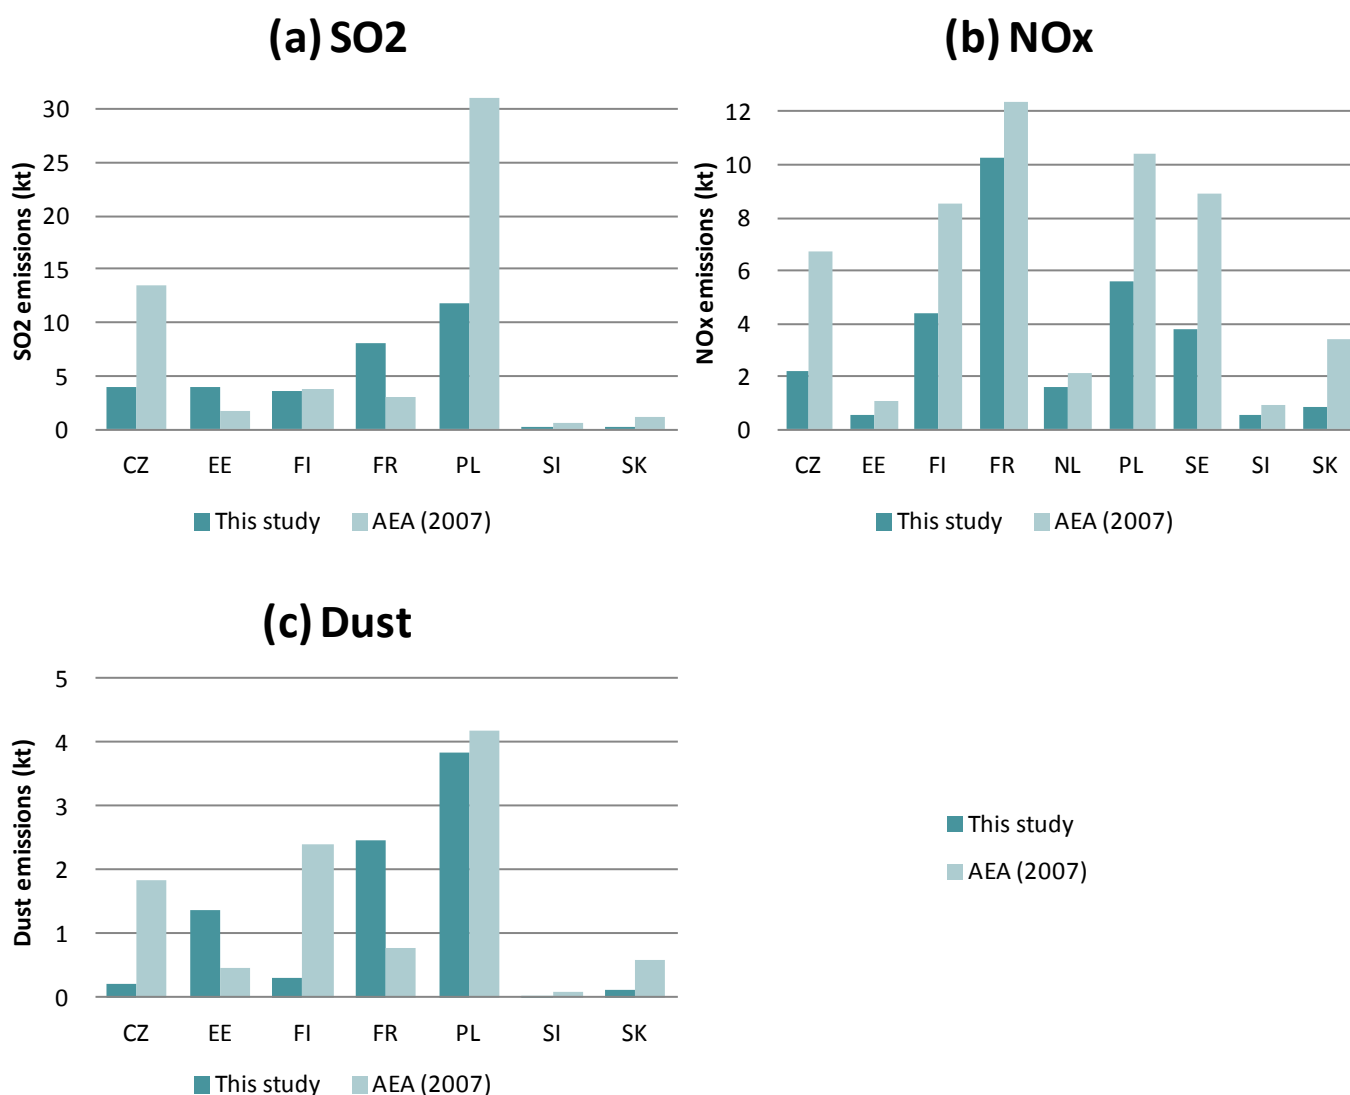 (a) SO2
SO2 emissions (kt)
30
25
20
15
10
5
0
CZ EE FI FR PL SI SK
This study AEA (2007)
(b) NOx
NOx emissions (kt)
12
10
8
6
4
2
0
CZ EE FI FR NL PL SE SI SK
This study AEA (2007)
(c) Dust
Dust emissions (kt)
5
4
3
2
1
0
CZ EE FI FR PL SI SK
This study AEA (2007)
This study
AEA (2007)